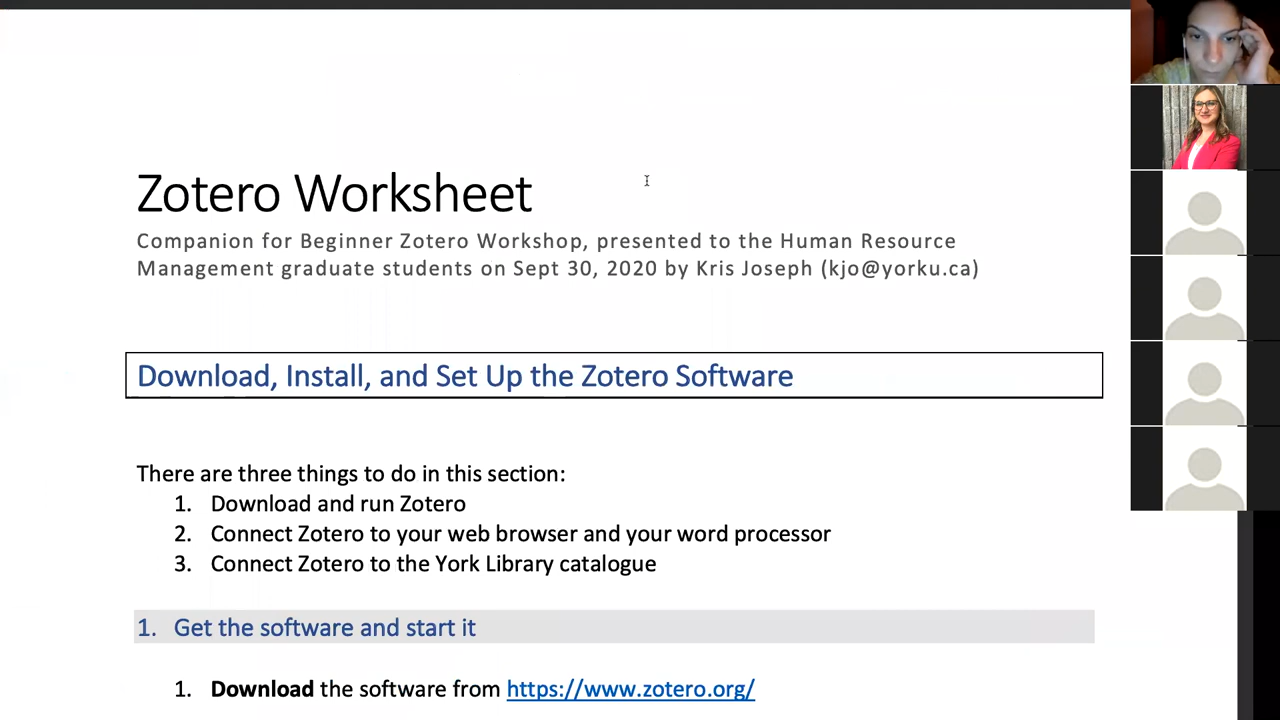 Zotero Worksheet
Companion for Beginner Zotero Workshop, presented to the Human Resource
Management graduate students on Sept 30, 2020 by Kris Joseph (kjo@yorku.ca)
Download, Install, and Set Up the Zotero Software
There are three things to do in this section:
1. Download and run Zotero
2. Connect Zotero to your web browser and your word processor
3. Connect Zotero to the York Library catalogue
1. Get the software and start it
1. Download the software from https://www.zotero.org/